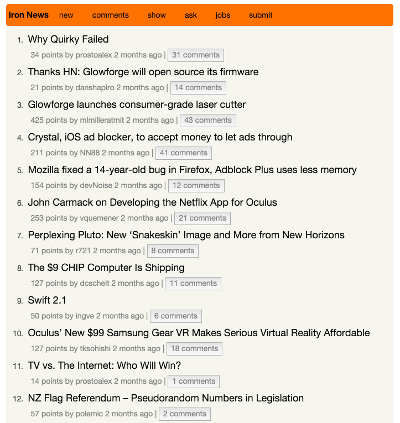 Iron News new comments show ask jobs submit
1. Why Quirky Failed
34 points by prostoalex 2 months ago | 31 comments
2. Thanks HN: Glowforge will open source its firmware
21 points by danshapiro 2 months ago | 14 comments
3. Glowforge launches consumer-grade laser cutter
425 points by mlmilleratmit 2 months ago | 43 comments
4. Crystal, iOS ad blocker, to accept money to let ads through
211 points by NN88 2 months ago | 41 comments
5. Mozilla fixed a 14-year-old bug in Firefox, Adblock Plus uses less memory
154 points by devNoise 2 months ago | 12 comments
6. John Carmack on Developing the Netflix App for Oculus
253 points by vquemener 2 months ago | 21 comments
7. Perplexing Pluto: New ‘Snakeskin’ Image and More from New Horizons
71 points by r721 2 months ago | 8 comments
8. The $9 CHIP Computer Is Shipping
127 points by dcschelt 2 months ago | 11 comments
9. Swift 2.1
50 points by ingve 2 months ago | 6 comments
10. Oculus’ New $99 Samsung Gear VR Makes Serious Virtual Reality Affordable
127 points by tksohishi 2 months ago | 18 comments
11. TV vs. The Internet: Who Will Win?
14 points by prostoalex 2 months ago | 1 comments
12. NZ Flag Referendum – Pseudorandom Numbers in Legislation
57 points by polemic 2 months ago | 2 comments